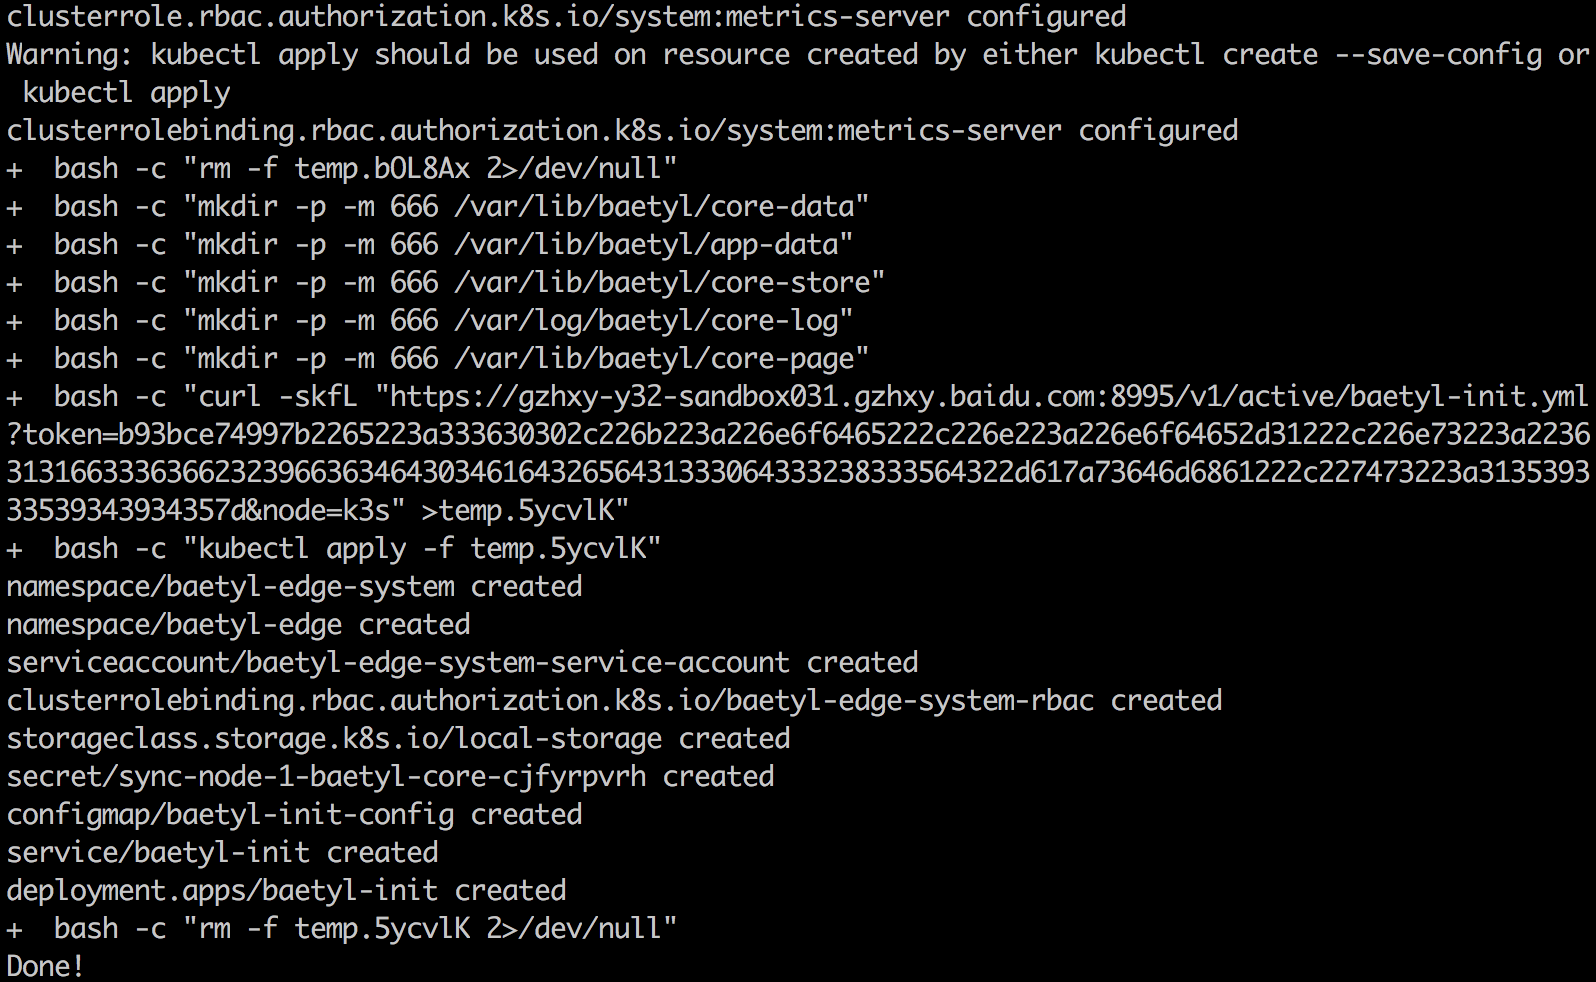 clusterrole.rbac.authorization.k8s.io/system:metrics-server configured
Warning: kubectl apply should be used on resource created by either kubectl create --save-config or
kubectl apply
clusterrolebinding.rbac.authorization.k8s.io/system:metrics-server configured
+  bash -c "rm -f temp.bOL8Ax 2>/dev/null"
+  bash -c "mkdir -p -m 666 /var/lib/baetyl/core-data"
+  bash -c "mkdir -p -m 666 /var/lib/baetyl/app-data"
+  bash -c "mkdir -p -m 666 /var/lib/baetyl/core-store"
+  bash -c "mkdir -p -m 666 /var/log/baetyl/core-log"
+  bash -c "mkdir -p -m 666 /var/lib/baetyl/core-page"
+  bash -c "curl -skfL "https://gzhxy-y32-sandbox031.gzhxy.baidu.com:8995/v1/active/baetyl-init.yml
?token=b93bce74997b2265223a333630302c226b223a226e6f6465222c226e223a226e6f64652d31222c226e73223a2236
31316633363662323966363464303461643265643133306433323833356432​2d617a73646d6861222c227473223a3135393
33539343934357d&node=k3s" >temp.5ycvlK"
+  bash -c "kubectl apply -f temp.5ycvlK"
namespace/baetyl-edge-system created
namespace/baetyl-edge created
serviceaccount/baetyl-edge-system-service-account created
clusterrolebinding.rbac.authorization.k8s.io/baetyl-edge-system-rbac created
storageclass.storage.k8s.io/local-storage created
secret/sync-node-1-baetyl-core-cjfyrpvrh created
configmap/baetyl-init-config created
service/baetyl-init created
deployment.apps/baetyl-init created
+  bash -c "rm -f temp.5ycvlK 2>/dev/null"
Done!